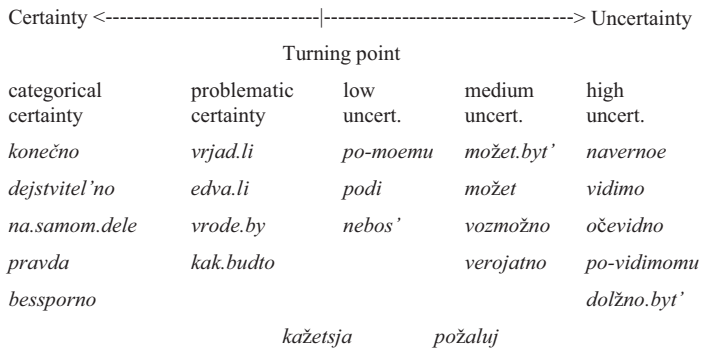 Certainty <------------------------------|-----------------------------------> Uncertainty
Turning point
categorical problematic low medium high
certainty certainty uncert. uncert. uncert.
konečno vrjad.li po-moemu možet.byt’ navernoe
dejstvitel’no edva.li podi možet vidimo
na.samom.dele vrode.by nebos’ vozmožno očevidno
pravda kak.budto verojatno po-vidimomu
bessporno dolžno.byt’
kažetsja požaluj